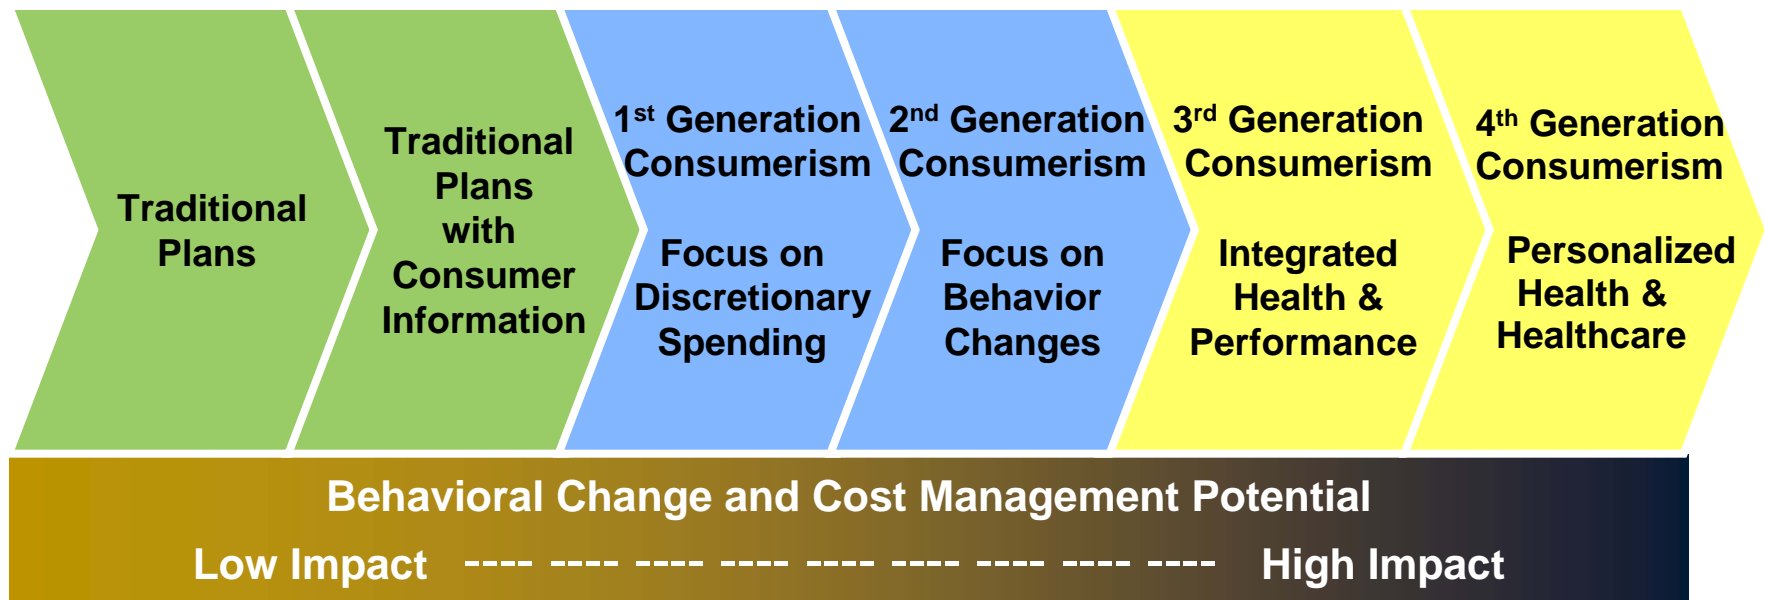 Traditional
Plans
Traditional
Plans
with
Consumer
Information
1st Generation
Consumerism
Focus on
Discretionary
Spending
2nd Generation
Consumerism
Focus on
Behavior
Changes
3rd Generation
Consumerism
Integrated
Health &
Performance
4th Generation
Consumerism
Personalized
Health &
Healthcare
Behavioral Change and Cost Management Potential
Low Impact ---- ---- ---- ---- ---- ---- ---- ---- ---- High Impact